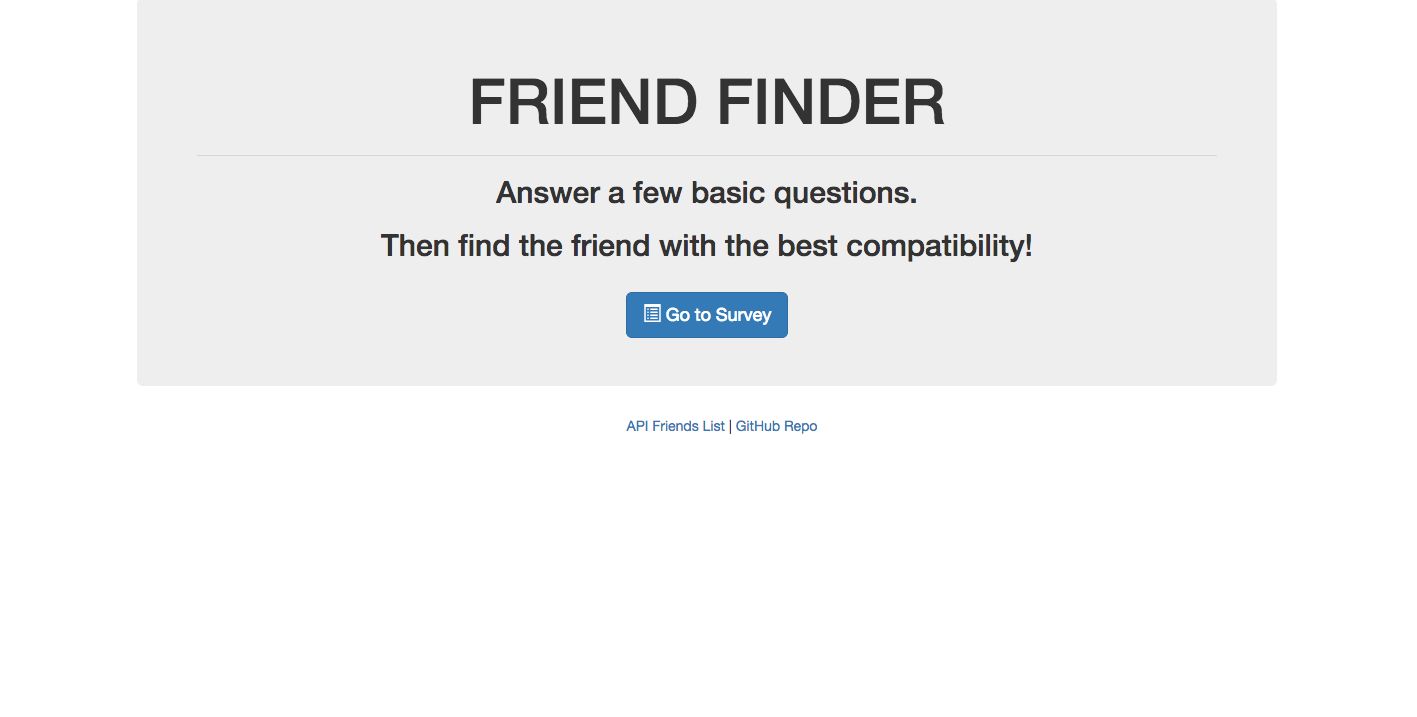 FRIEND FINDER
Answer a few basic questions.
Then find the friend with the best compatibility!
Go to Survey
API Friends List | GitHub Repo